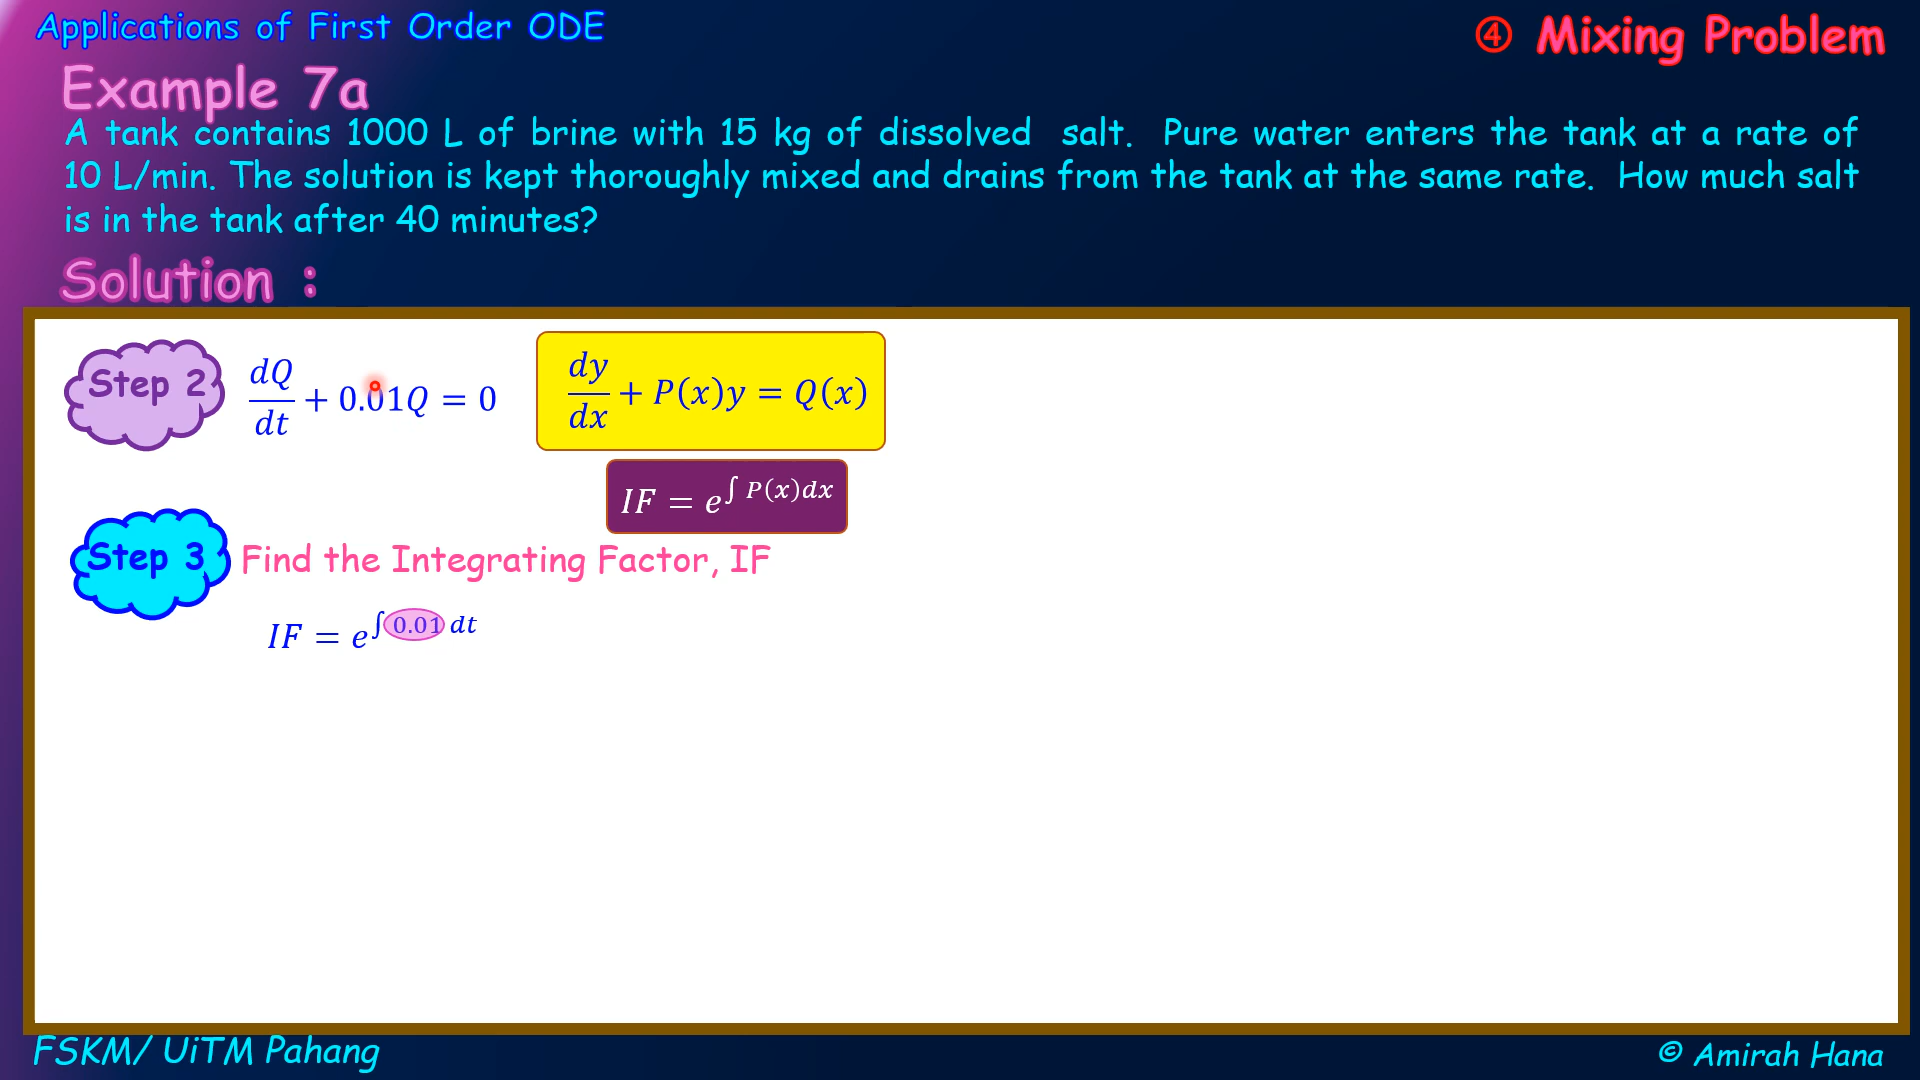 Applications of First Order ODE
④ Mixing Problem
Example 7a
A tank contains 1000 L of brine with 15 kg of dissolved salt. Pure water enters the tank at a rate of
10 L/min. The solution is kept thoroughly mixed and drains from the tank at the same rate. How much salt
is in the tank after 40 minutes?
Solution :
Step 2
dQ/dt + 0.01Q = 0
dy/dx + P(x)y = Q(x)
IF = e^∫ P(x)dx
Step 3
Find the Integrating Factor, IF
IF = e^∫ 0.01 dt
FSKM/ UiTM Pahang
© Amirah Hana